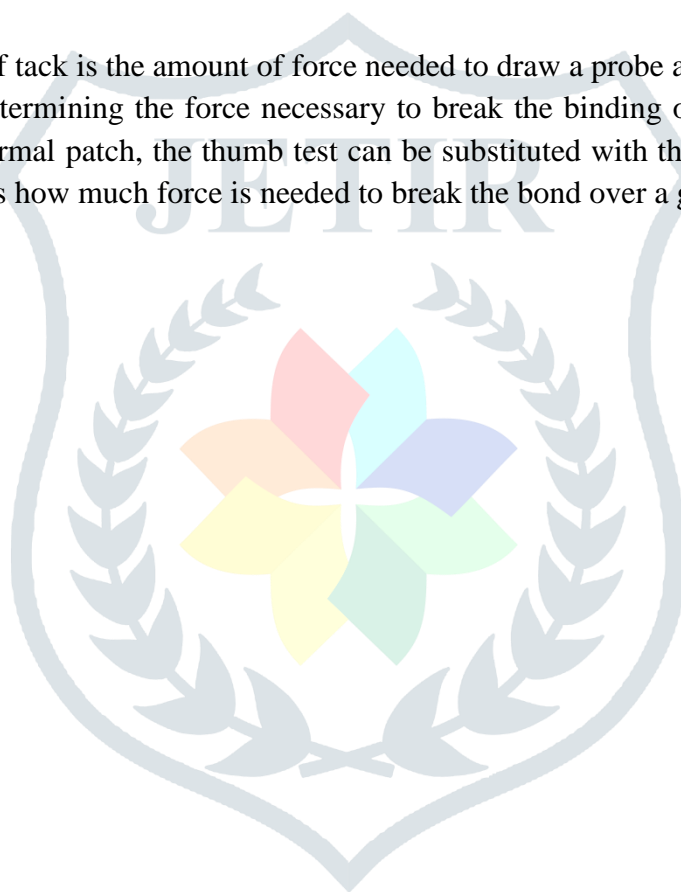 f tack is the amount of force needed to draw a probe a
termining the force necessary to break the binding o
rmal patch, the thumb test can be substituted with th
s how much force is needed to break the bond over a g
JETIR